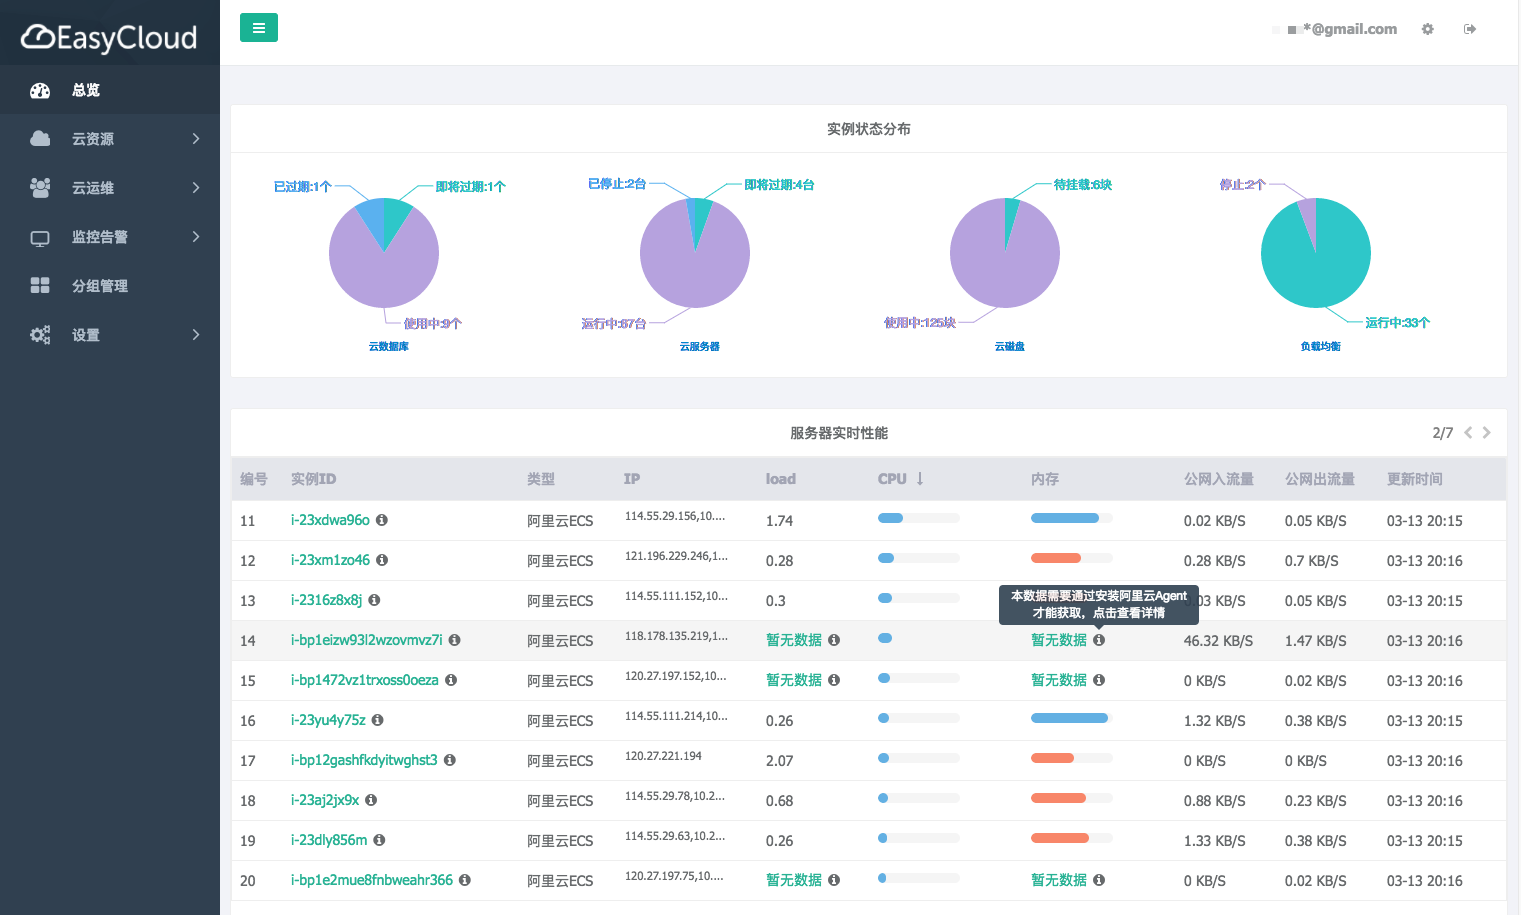 EasyCloud
*@gmail.com
总览
云资源
云运维
监控告警
分组管理
设置
实例状态分布
已过期:1个
即将过期:1个
使用中:9个
云数据库
已停止:2台
即将过期:4台
运行中:67台
云服务器
待挂载:6块
使用中:125块
云磁盘
停止:2个
运行中:33个
负载均衡
服务器实时性能
2/7
编号 实例ID 类型 IP load CPU ↓ 内存 公网入流量 公网出流量 更新时间
11 i-23xdwa96o 阿里云ECS 114.55.29.156,10.... 1.74 0.02 KB/S 0.05 KB/S 03-13 20:15
12 i-23xm1zo46 阿里云ECS 121.196.229.246,1... 0.28 0.28 KB/S 0.7 KB/S 03-13 20:16
13 i-2316z8x8j 阿里云ECS 114.55.111.152,10... 0.3 .03 KB/S 0.05 KB/S 03-13 20:15
本数据需要通过安装阿里云Agent
才能获取，点击查看详情
14 i-bp1eizw93l2wzovmvz7i 阿里云ECS 118.178.135.219,1... 暂无数据 暂无数据 46.32 KB/S 1.47 KB/S 03-13 20:16
15 i-bp1472vz1trxoss0oeza 阿里云ECS 120.27.197.152,10... 暂无数据 暂无数据 0 KB/S 0.02 KB/S 03-13 20:16
16 i-23yu4y75z 阿里云ECS 114.55.111.214,10... 0.26 1.32 KB/S 0.38 KB/S 03-13 20:15
17 i-bp12gashfkdyitwghst3 阿里云ECS 120.27.221.194 2.07 0 KB/S 0 KB/S 03-13 20:16
18 i-23aj2jx9x 阿里云ECS 114.55.29.78,10.2... 0.68 0.88 KB/S 0.23 KB/S 03-13 20:16
19 i-23dly856m 阿里云ECS 114.55.29.63,10.2... 0.26 1.33 KB/S 0.38 KB/S 03-13 20:15
20 i-bp1e2mue8fnbweahr366 阿里云ECS 120.27.197.75,10.... 暂无数据 暂无数据 0 KB/S 0.02 KB/S 03-13 20:16